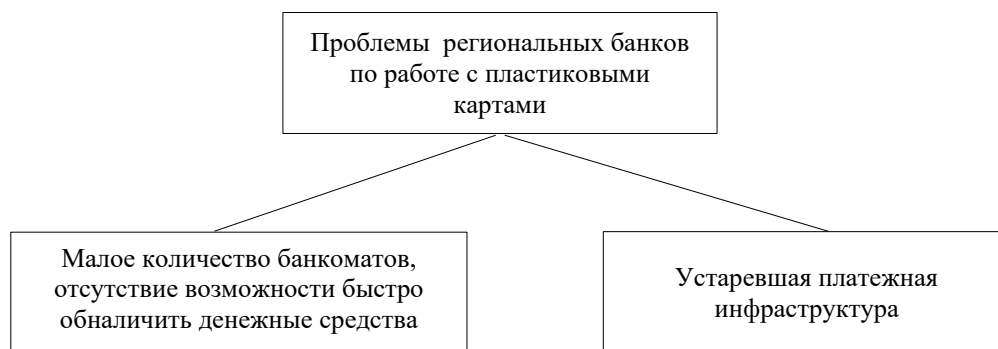 Проблемы региональных банков
по работе с пластиковыми
картами
Малое количество банкоматов,
отсутствие возможности быстро
обналичить денежные средства
Устаревшая платежная
инфраструктура